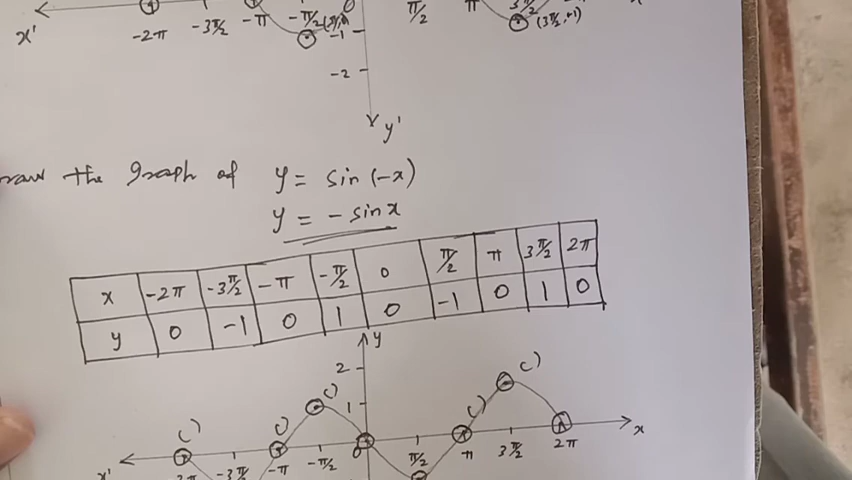 x' -2π -3π/2 -π -π/2 0 π/2 π 3π/2
-1 (3π/2, -1)
-2
y'
the graph of y = sin(-x)
y = - sinx
x -2π -3π/2 -π -π/2 0 π/2 π 3π/2 2π
y 0 -1 0 1 0 -1 0 1 0
y
2
1
x' -3π/2 -π -π/2 0 π/2 π 3π/2 2π x